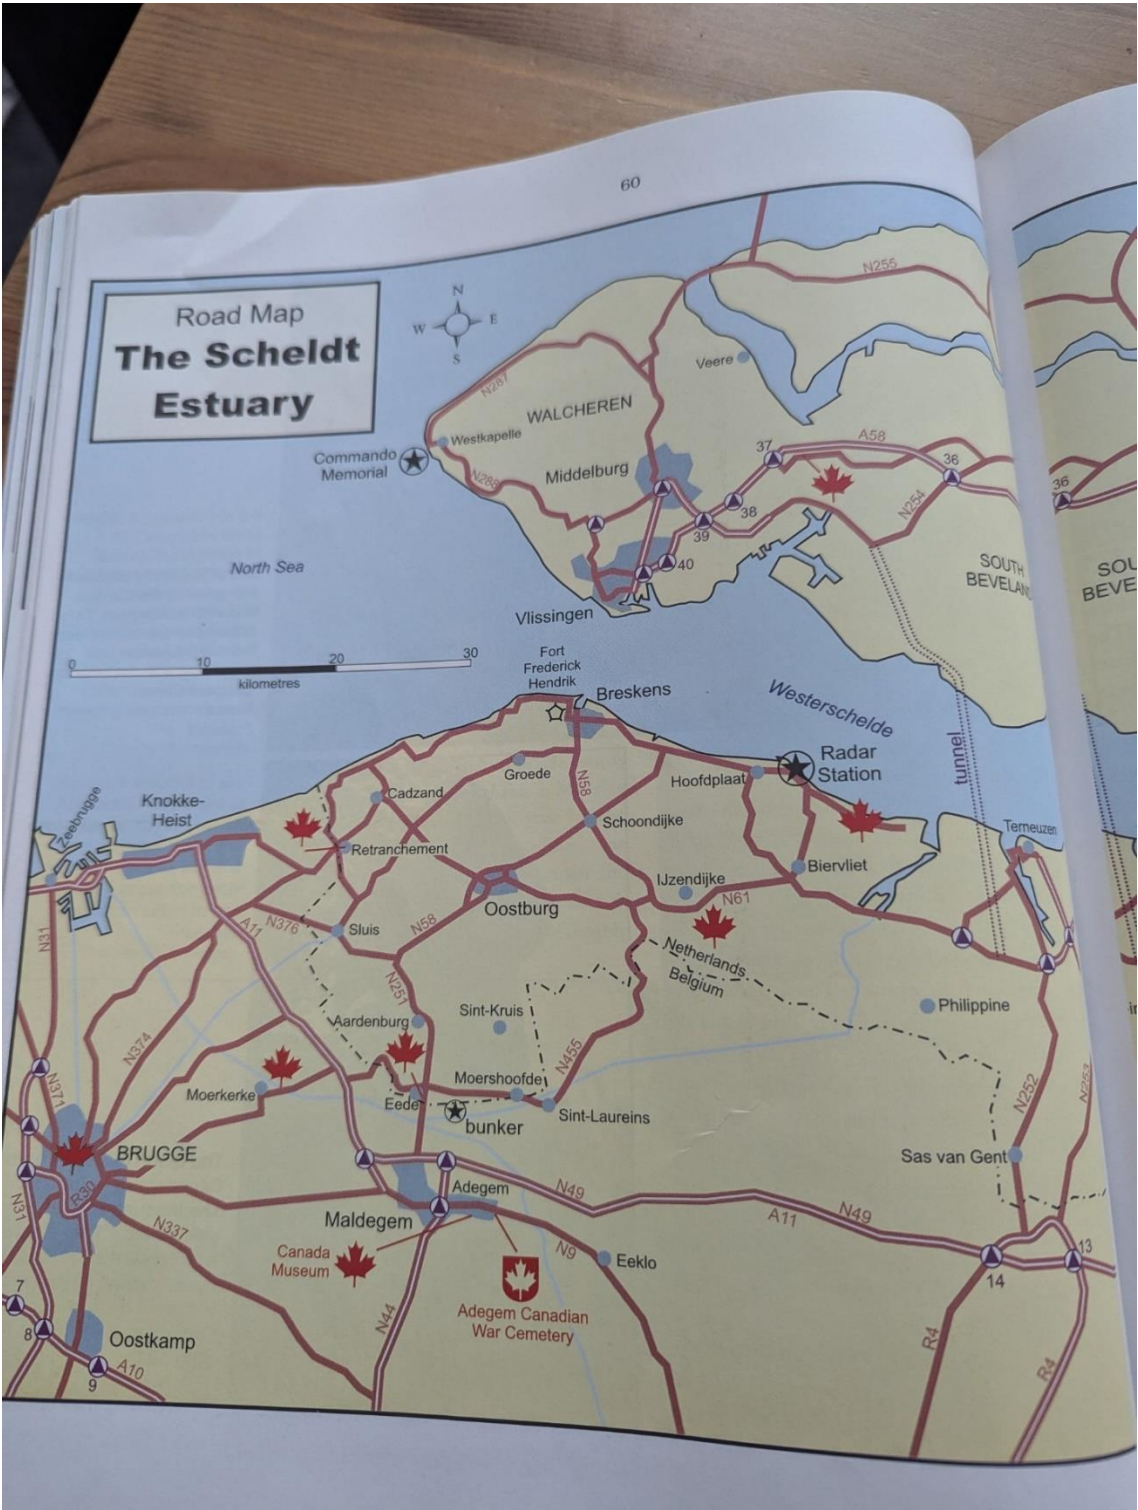 60
Road Map
The Scheldt
Estuary
N
W
E
S
N255
Veere
N287
WALCHEREN
Westkapelle
Commando
Memorial
N288
Middelburg
37
A58
36
36
38
N254
39
40
North Sea
SOUTH
BEVELAN
SOU
BEVE
Vlissingen
0
10
20
30
kilometres
Fort
Frederick
Hendrik
Breskens
Westerschelde
tunnel
Radar
Station
Hoofdplaat
Groede
N58
Cadzand
Knokke-
Heist
Zeebrugge
Schoondijke
Terneuzen
Retranchement
Biervliet
IJzendijke
N61
Oostburg
N376
A11
Sluis
N58
N31
Netherlands
Belgium
N251
Sint-Kruis
Aardenburg
Philippine
N374
N455
N371
Moerkerke
Moershoofde
Eede
bunker
Sint-Laureins
N252
N253
BRUGGE
Sas van Gent
R30
N31
Adegem
N49
N49
A11
Maldegem
N337
N9
Eeklo
Canada
Museum
13
14
7
8
9
Adegem Canadian
War Cemetery
N44
Oostkamp
A10
R4
R4